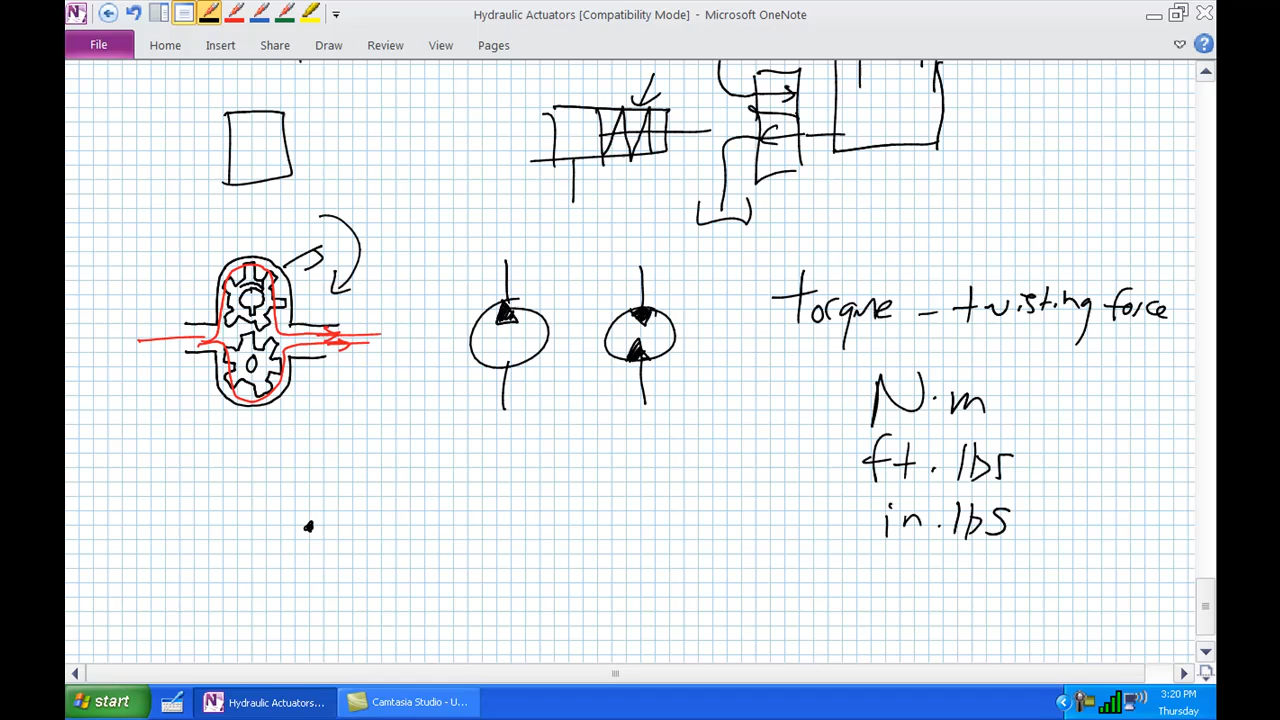 Hydraulic Actuators [Compatibility Mode] - Microsoft OneNote
File Home Insert Share Draw Review View Pages
torque - twisting force
N·m
ft. lbs
in. lbs
start Hydraulic Actuators... Camtasia Studio - U... 3:20 PM
Thursday